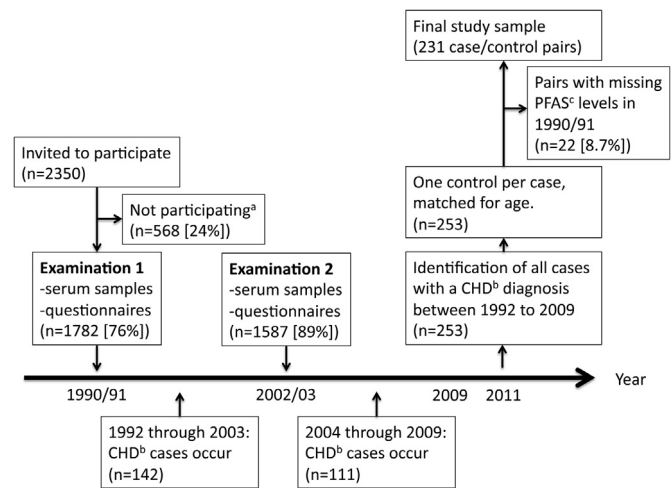 Final study sample
(231 case/control pairs)
Pairs with missing
PFASᶜ levels in
1990/91
(n=22 [8.7%])
Invited to participate
(n=2350)
Not participatingᵃ
(n=568 [24%])
One control per case,
matched for age.
(n=253)
Examination 1
-serum samples
-questionnaires
(n=1782 [76%])
Examination 2
-serum samples
-questionnaires
(n=1587 [89%])
Identification of all cases
with a CHDᵇ diagnosis
between 1992 to 2009
(n=253)
Year
1990/91
2002/03
2009
2011
1992 through 2003:
CHDᵇ cases occur
(n=142)
2004 through 2009:
CHDᵇ cases occur
(n=111)